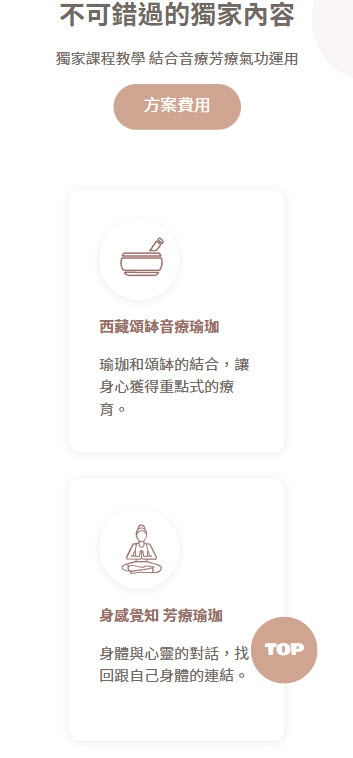 不可錯過的獨家內容
獨家課程教學 結合音療芳療氣功運用
方案費用
西藏頌缽音療瑜珈
瑜珈和頌缽的結合，讓
身心獲得重點式的療
育。
身感覺知 芳療瑜珈
身體與心靈的對話，找
回跟自己身體的連結。
TOP